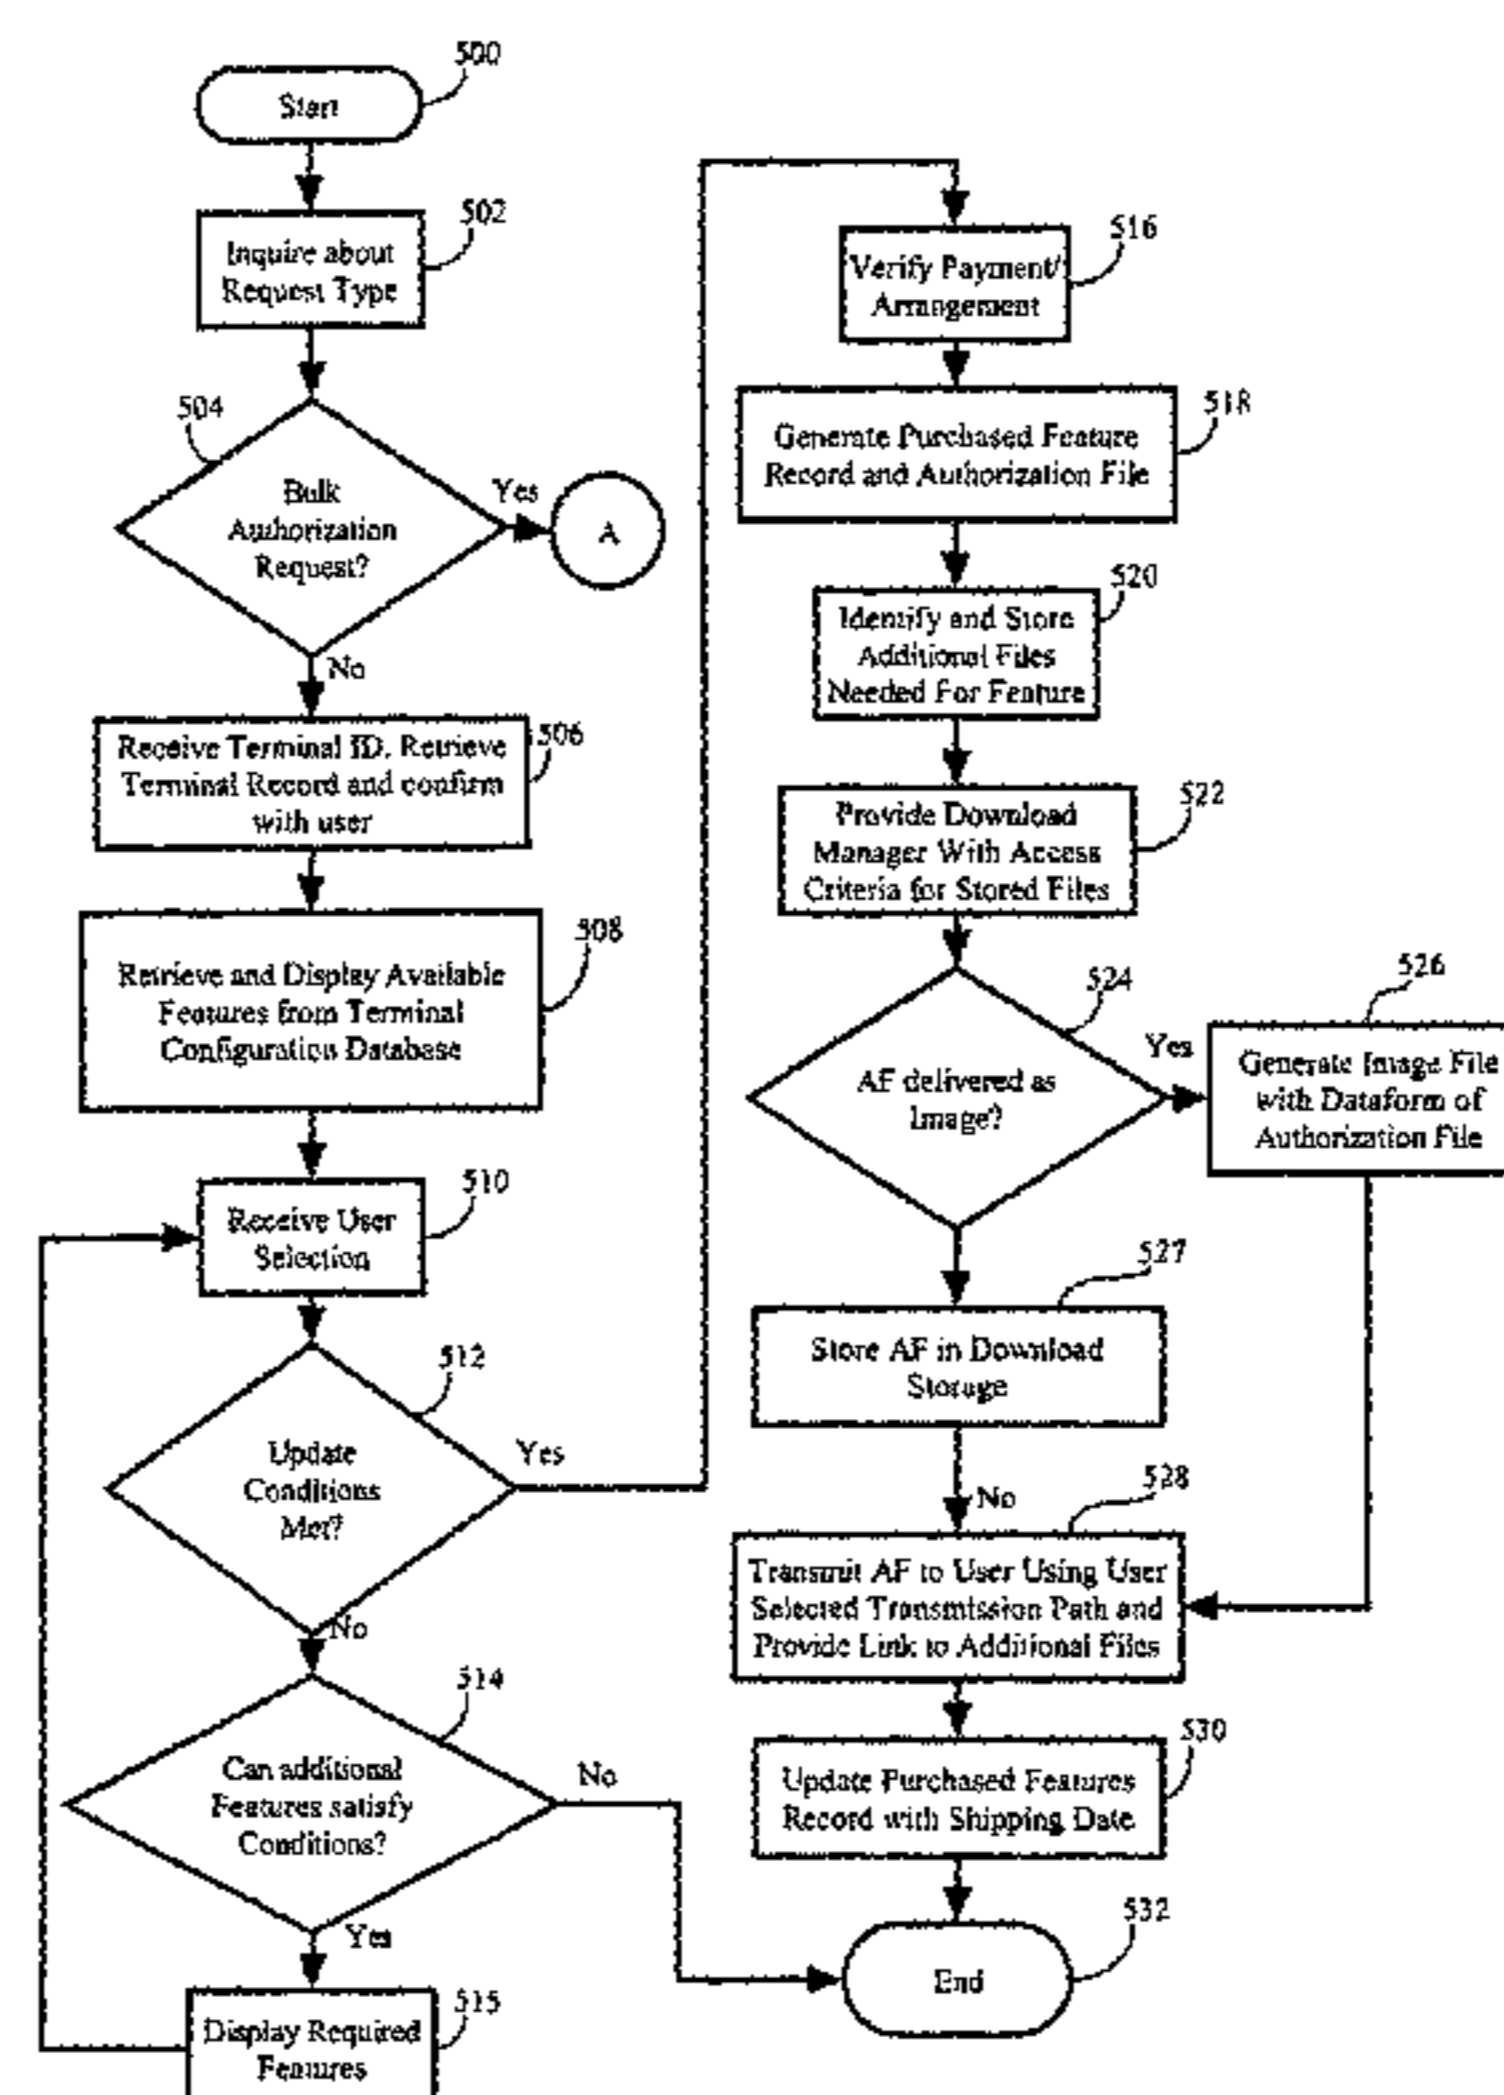 500
Start
502
Inquire about
Request Type
504
Bulk
Authorization
Request?
Yes
A
No
506
Receive Terminal ID. Retrieve
Terminal Record and confirm
with user
508
Retrieve and Display Available
Features from Terminal
Configuration Database
510
Receive User
Selection
512
Update
Conditions
Met?
Yes
No
514
Can additional
Features satisfy
Conditions?
No
Yes
515
Display Required
Features
516
Verify Payment/
Arrangement
518
Generate Purchased Feature
Record and Authorization File
520
Identify and Store
Additional Files
Needed For Feature
522
Provide Download
Manager With Access
Criteria for Stored Files
524
AF delivered as
Image?
Yes
526
Generate Image File
with Dataform of
Authorization File
527
Store AF in Download
Storage
No
528
Transmit AF to User Using User
Selected Transmission Path and
Provide Link to Additional Files
530
Update Purchased Features
Record with Shipping Date
532
End